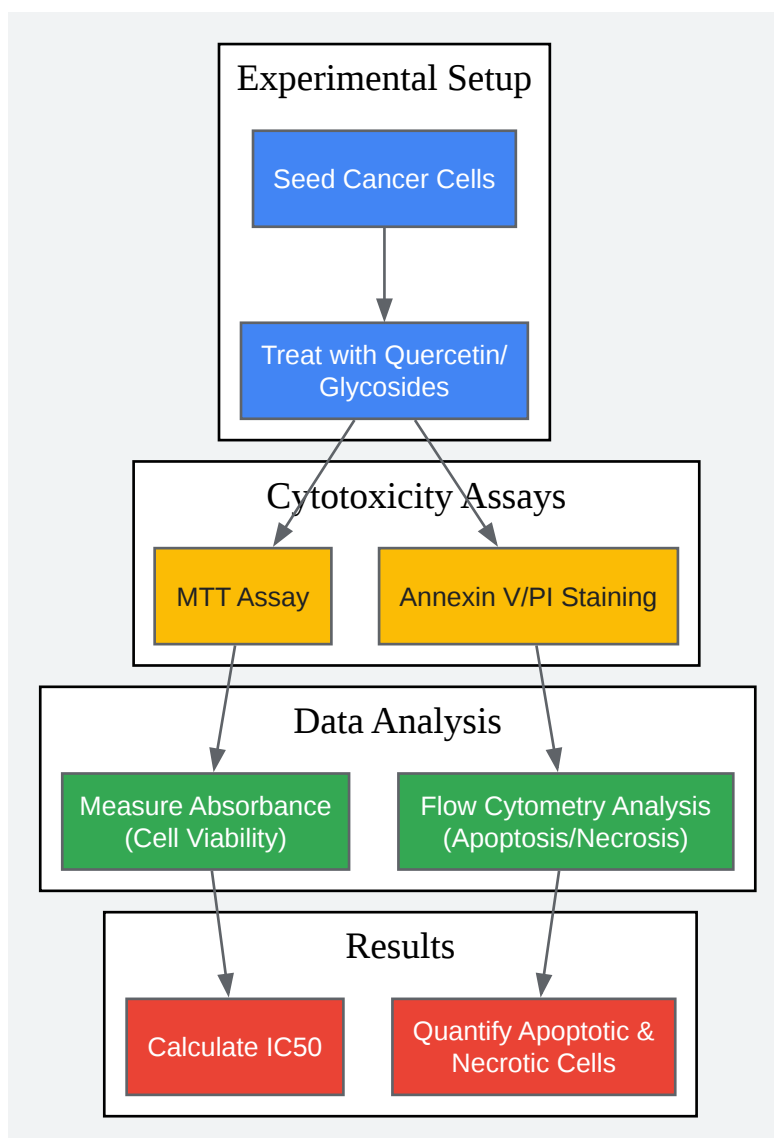 Experimental Setup
Seed Cancer Cells
Treat with Quercetin/
Glycosides
Cytotoxicity Assays
MTT Assay
Annexin V/PI Staining
Data Analysis
Measure Absorbance
(Cell Viability)
Flow Cytometry Analysis
(Apoptosis/Necrosis)
Results
Calculate IC50
Quantify Apoptotic &
Necrotic Cells